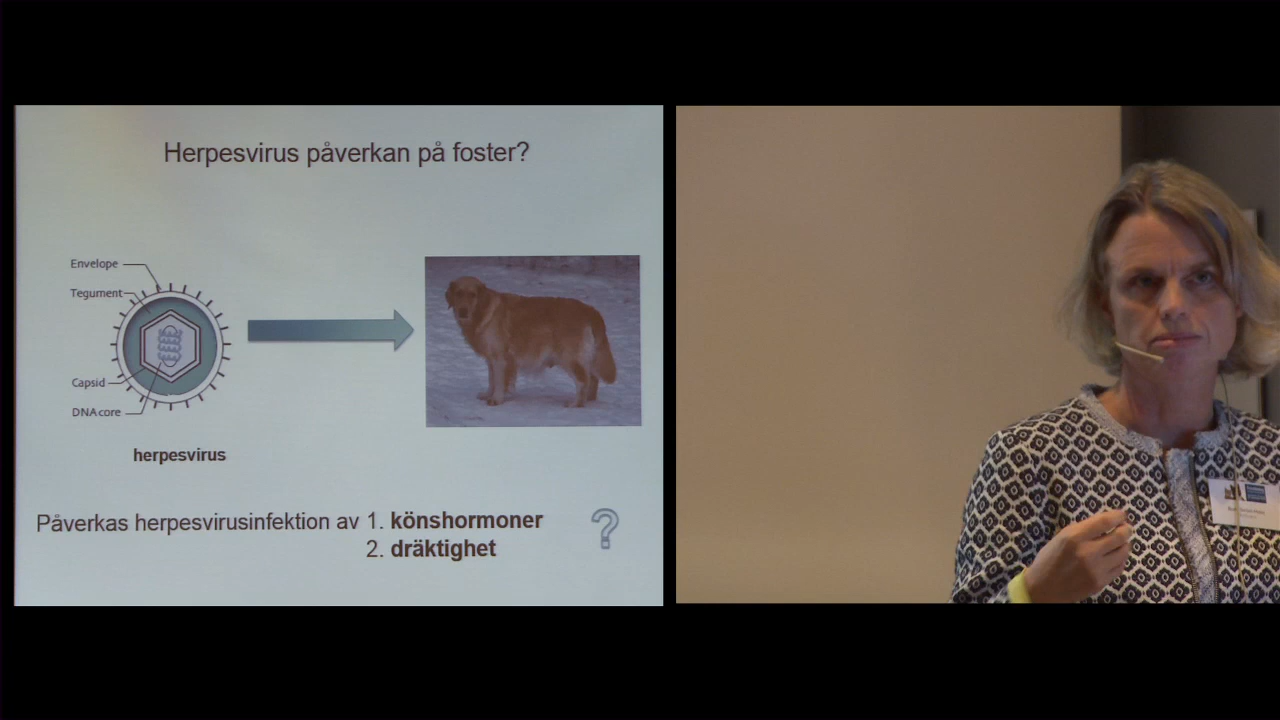 Herpesvirus påverkan på foster?
Envelope
Tegument
Capsid
DNA core
herpesvirus
Påverkas herpesvirusinfektion av 1. könshormoner
2. dräktighet
?